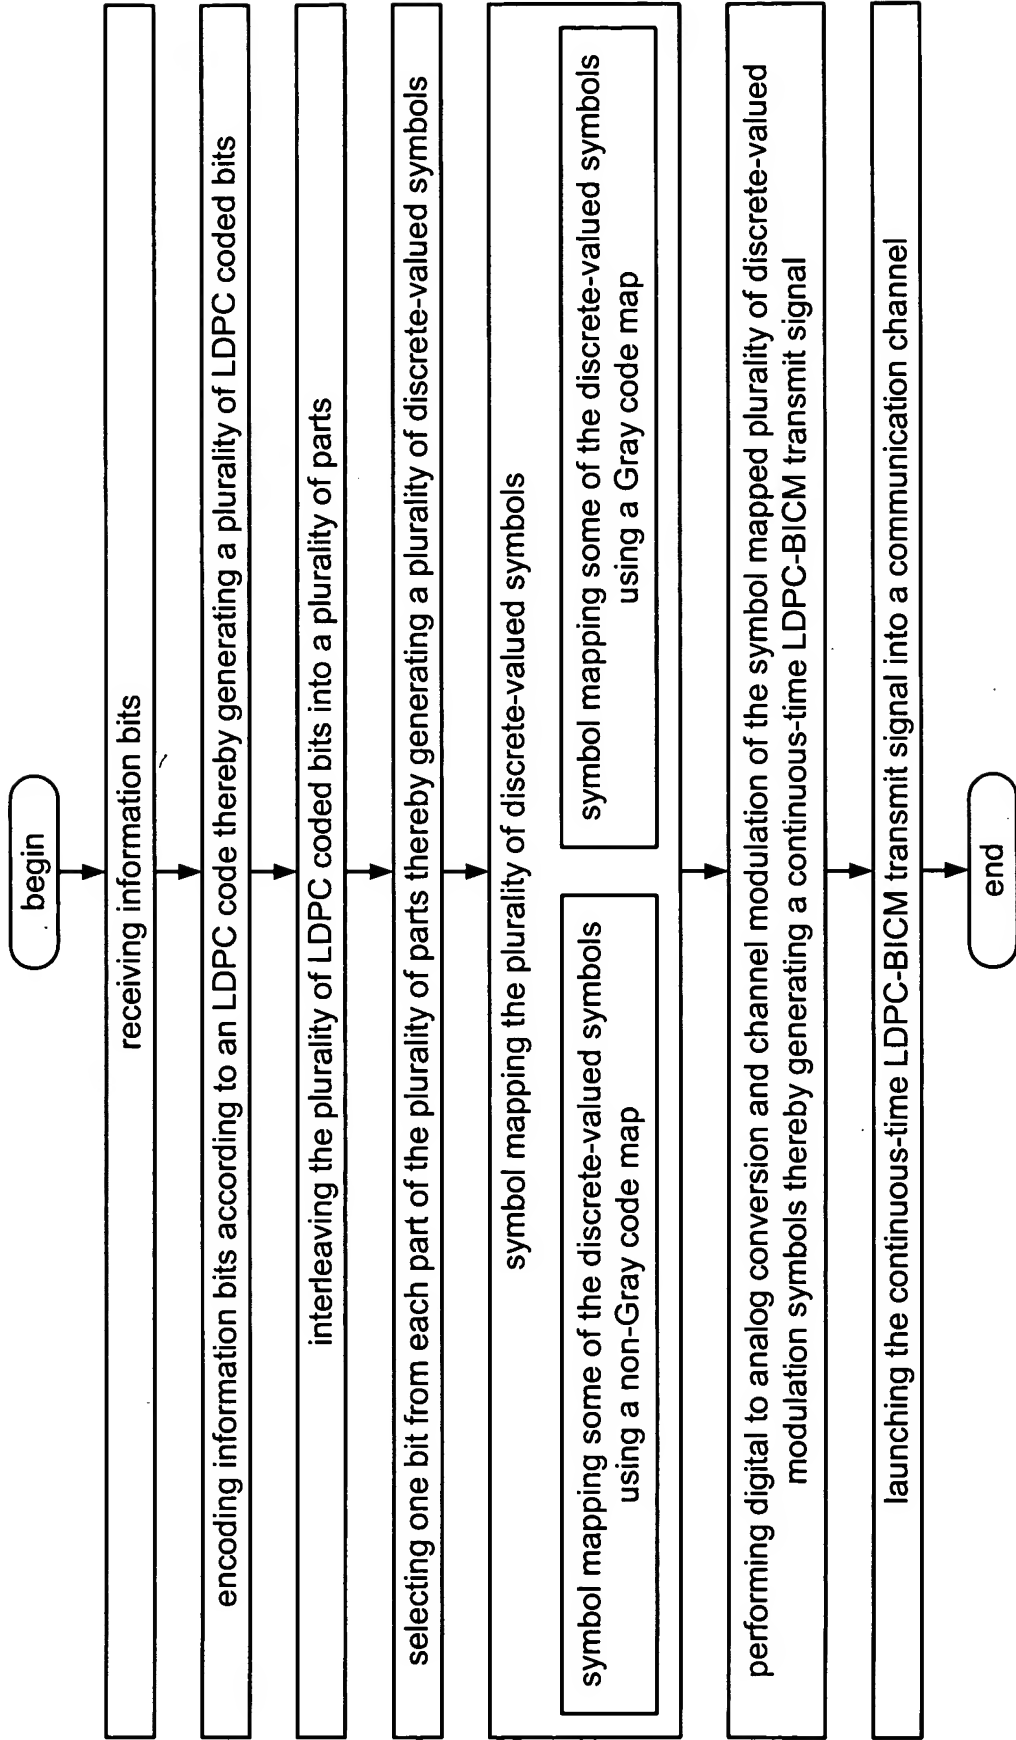 begin
receiving information bits
encoding information bits according to an LDPC code thereby generating a plurality of LDPC coded bits
interleaving the plurality of LDPC coded bits into a plurality of parts
selecting one bit from each part of the plurality of parts thereby generating a plurality of discrete-valued symbols
symbol mapping the plurality of discrete-valued symbols
symbol mapping some of the discrete-valued symbols
using a non-Gray code map
symbol mapping some of the discrete-valued symbols
using a Gray code map
performing digital to analog conversion and channel modulation of the symbol mapped plurality of discrete-valued
modulation symbols thereby generating a continuous-time LDPC-BICM transmit signal
launching the continuous-time LDPC-BICM transmit signal into a communication channel
end